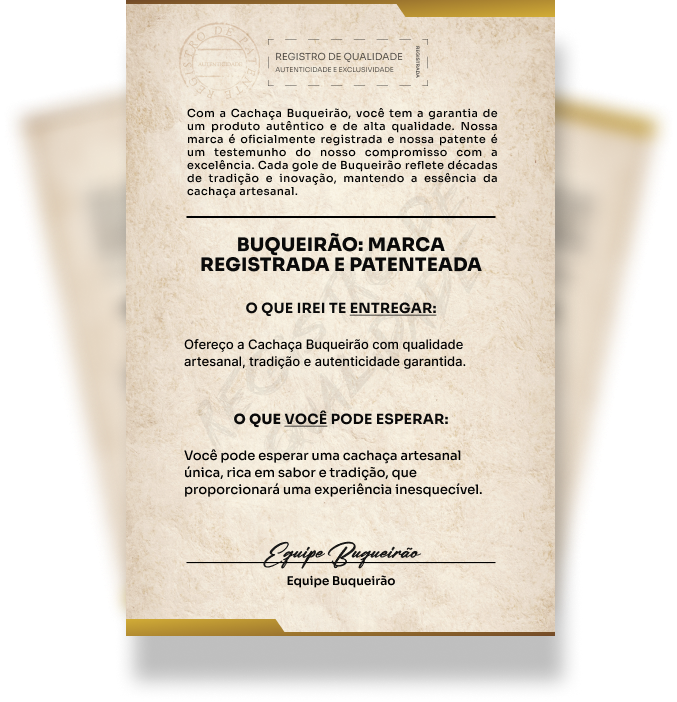 REGISTRO DE QUALIDADE
AUTENTICIDADE E EXCLUSIVIDADE
REGISTRADA
Com a Cachaça Buqueirão, você tem a garantia de
um produto autêntico e de alta qualidade. Nossa
marca é oficialmente registrada e nossa patente é
um testemunho do nosso compromisso com a
excelência. Cada gole de Buqueirão reflete décadas
de tradição e inovação, mantendo a essência da
cachaça artesanal.
BUQUEIRÃO: MARCA
REGISTRADA E PATENTEADA
O QUE IREI TE ENTREGAR:
Ofereço a Cachaça Buqueirão com qualidade
artesanal, tradição e autenticidade garantida.
O QUE VOCÊ PODE ESPERAR:
Você pode esperar uma cachaça artesanal
única, rica em sabor e tradição, que
proporcionará uma experiência inesquecível.
Equipe Buqueirão
Equipe Buqueirão